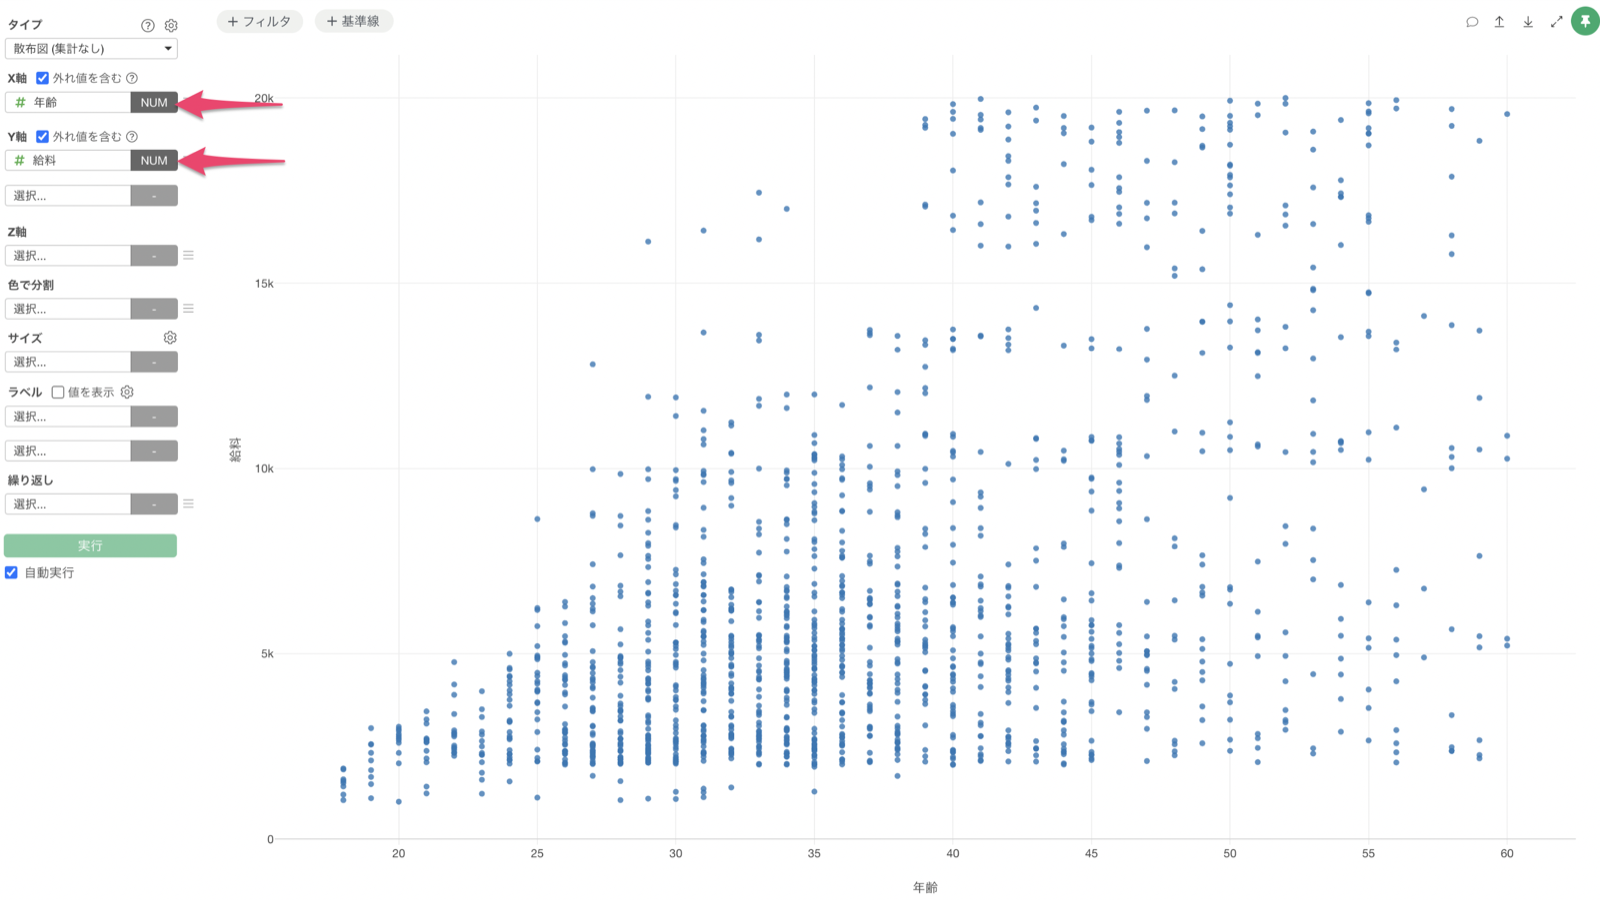 タイプ
散布図 (集計なし)
X軸 外れ値を含む ?
# 年齢 NUM
Y軸 外れ値を含む ?
# 給料 NUM
選択... -
Z軸
選択... -
色で分割
選択... -
サイズ
選択... -
ラベル 値を表示
選択... -
選択... -
繰り返し
選択... -
実行
自動実行
+ フィルタ + 基準線
給料
20k
15k
10k
5k
0
20 25 30 35 40 45 50 55 60
年齢